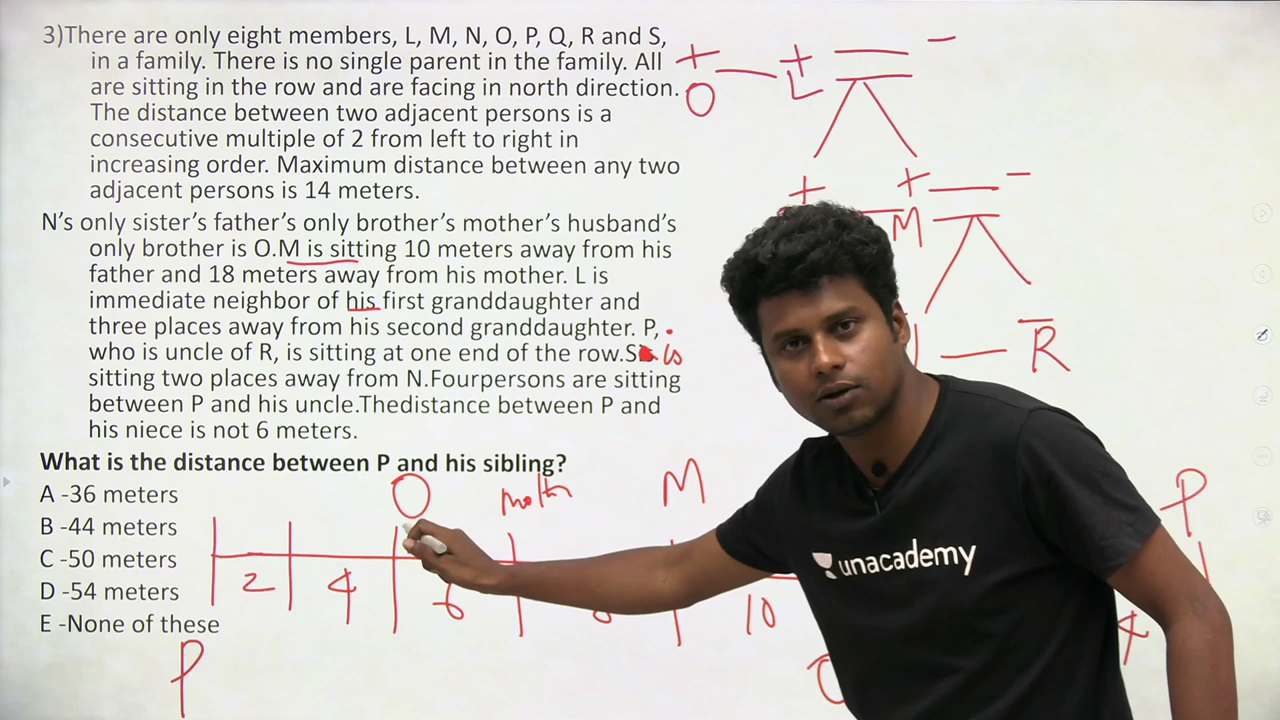 3)There are only eight members, L, M, N, O, P, Q, R and S,
in a family. There is no single parent in the family. All
are sitting in the row and are facing in north direction.
The distance between two adjacent persons is a
consecutive multiple of 2 from left to right in
increasing order. Maximum distance between any two
adjacent persons is 14 meters.
N's only sister's father's only brother's mother's husband's
only brother is O.M is sitting 10 meters away from his
father and 18 meters away from his mother. L is
immediate neighbor of his first granddaughter and
three places away from his second granddaughter. P,
who is uncle of R, is sitting at one end of the row.S is
sitting two places away from N.Fourpersons are sitting
between P and his uncle.Thedistance between P and
his niece is not 6 meters.
What is the distance between P and his sibling?
A -36 meters
B -44 meters
C -50 meters
D -54 meters
E -None of these
+ + -
O L
+ + -
M
R
O M P
2 4 6 10 4
P
unacademy